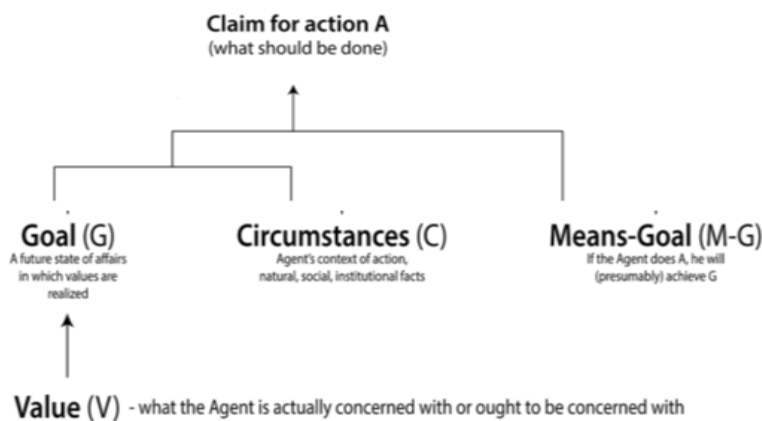 Claim for action A
(what should be done)
Goal (G)
A future state of affairs
in which values are
realized
Circumstances (C)
Agent's context of action,
natural, social, institutional facts
Means-Goal (M-G)
If the Agent does A, he will
(presumably) achieve G
Value (V) - what the Agent is actually concerned with or ought to be concerned with